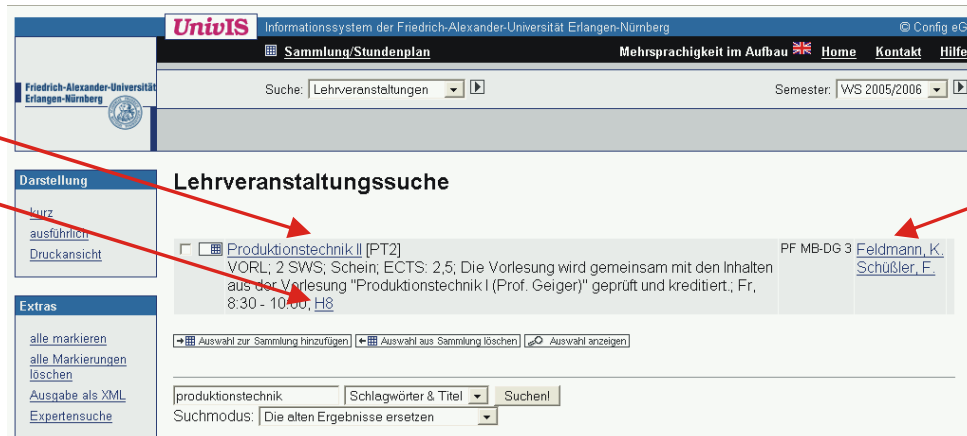 UnivIS Informationssystem der Friedrich-Alexander-Universität Erlangen-Nürnberg © Config eG
Sammlung/Stundenplan Mehrsprachigkeit im Aufbau Home Kontakt Hilfe
Friedrich-Alexander-Universität
Erlangen-Nürnberg
Suche: Lehrveranstaltungen Semester: WS 2005/2006
Darstellung
kurz
ausführlich
Druckansicht
Extras
alle markieren
alle Markierungen
löschen
Ausgabe als XML
Expertensuche
Lehrveranstaltungssuche
Produktionstechnik II [PT2] PF MB-DG 3 Feldmann, K.
VORL; 2 SWS; Schein; ECTS: 2,5; Die Vorlesung wird gemeinsam mit den Inhalten Schüßler, F.
aus der Vorlesung "Produktionstechnik I (Prof. Geiger)" geprüft und kreditiert.; Fr,
8:30 - 10:00, H8
Auswahl zur Sammlung hinzufügen Auswahl aus Sammlung löschen Auswahl anzeigen
produktionstechnik Schlagwörter & Titel Suchen!
Suchmodus: Die alten Ergebnisse ersetzen